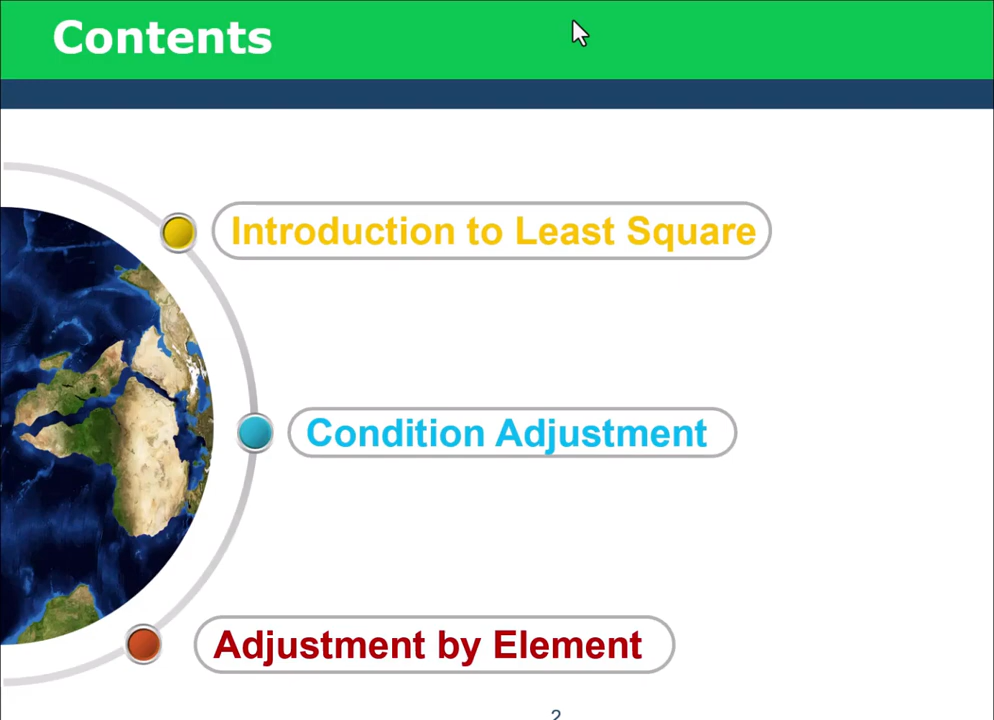 Contents
Introduction to Least Square
Condition Adjustment
Adjustment by Element
2